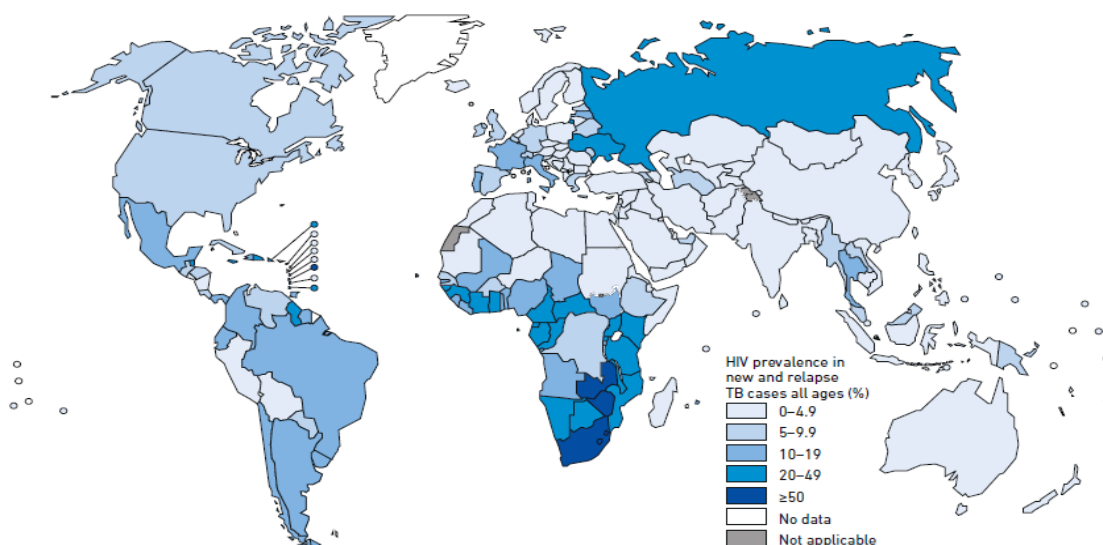 HIV prevalence in
new and relapse
TB cases all ages (%)
0–4.9
5–9.9
10–19
20–49
≥50
No data
Not applicable